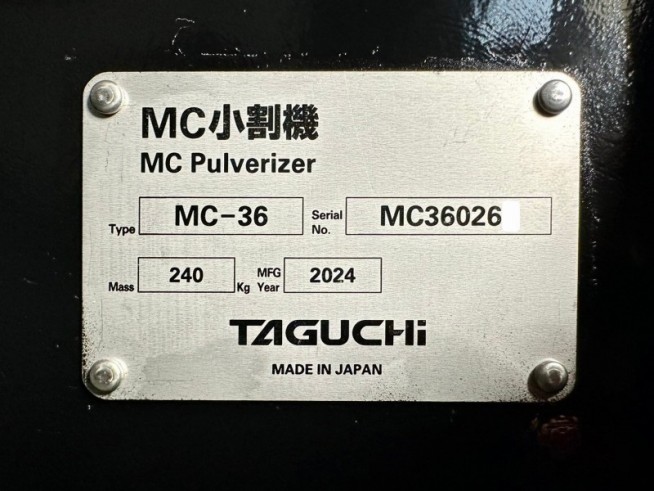 MC小割機
MC Pulverizer
Type MC-36 Serial No. MC36026
Mass 240 Kg MFG Year 2024
TAGUCHi
MADE IN JAPAN